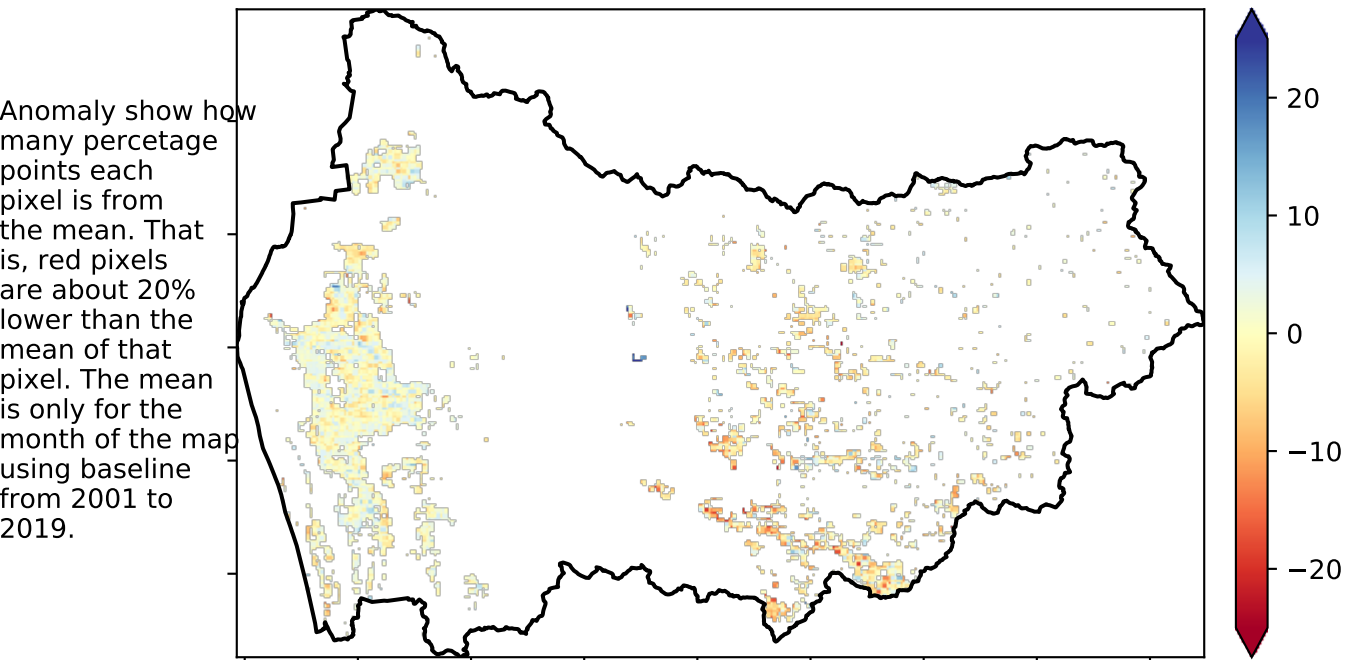 Anomaly show how
many percetage
points each
pixel is from
the mean. That
is, red pixels
are about 20%
lower than the
mean of that
pixel. The mean
is only for the
month of the map
using baseline
from 2001 to
2019.
20
10
0
−10
−20